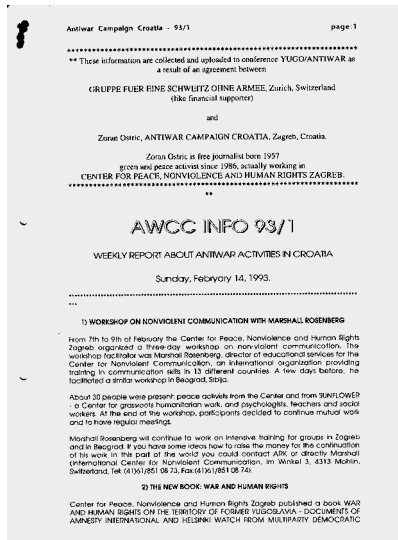 Antiwar Campaign Croatia - 93/1 page:1
** These information are collected and uploaded to conference YUGO/ANTIWAR as
a result of an agreement between
GRUPPE FUER EINE SCHWEITZ OHNE ARMEE, Zurich, Switzerland
(like financial supporter)
and
Zoran Ostric, ANTIWAR CAMPAIGN CROATIA, Zagreb, Croatia.
Zoran Ostric is free journalist born 1957
green and peace activist since 1986, actually working in
CENTER FOR PEACE, NONVIOLENCE AND HUMAN RIGHTS ZAGREB.
**
AWCC INFO 93/1
WEEKLY REPORT ABOUT ANTIWAR ACTIVITIES IN CROATIA
Sunday, February 14, 1993.
1) WORKSHOP ON NONVIOLENT COMMUNICATION WITH MARSHALL ROSENBERG
From 7th to 9th of February the Center for Peace, Nonviolence and Human Rights
Zagreb organized a three-day workshop on nonviolent communication. The
workshop facilitator was Marshall Rosenberg, director of educational services for the
Center for Nonviolent Communication, an international organization providing
training in communication skills in 13 different countries. A few days before, he
facilitated a similar workshop in Beograd, Srbija.
About 30 people were present: peace activists from the Center and from SUNFLOWER
- a Center for grassroots humanitarian work, and psychologists, teachers and social
workers. At the end of the workshop, participants decided to continue mutual work
and to have regular meetings.
Marshall Rosenberg will continue to work on intensive training for groups in Zagreb
and in Beograd. If you have some ideas how to raise the money for the continuation
of his work in this part of the world you could contact ARK or directly Marshall
(International Center for Nonviolent Communication, Im Winkel 3, 4313 Mohlin,
Switzerland, Tel: (41)61/851 08 73, Fax:(41)61/851 08 74).
2) THE NEW BOOK: WAR AND HUMAN RIGHTS
Center for Peace, Nonviolence and Human Rights Zagreb published a book WAR
AND HUMAN RIGHTS ON THE TERRITORY OF FORMER YUGOSLAVIA - DOCUMENTS OF
AMNESTY INTERNATIONAL AND HELSINKI WATCH FROM MULTIPARTY DEMOCRATIC